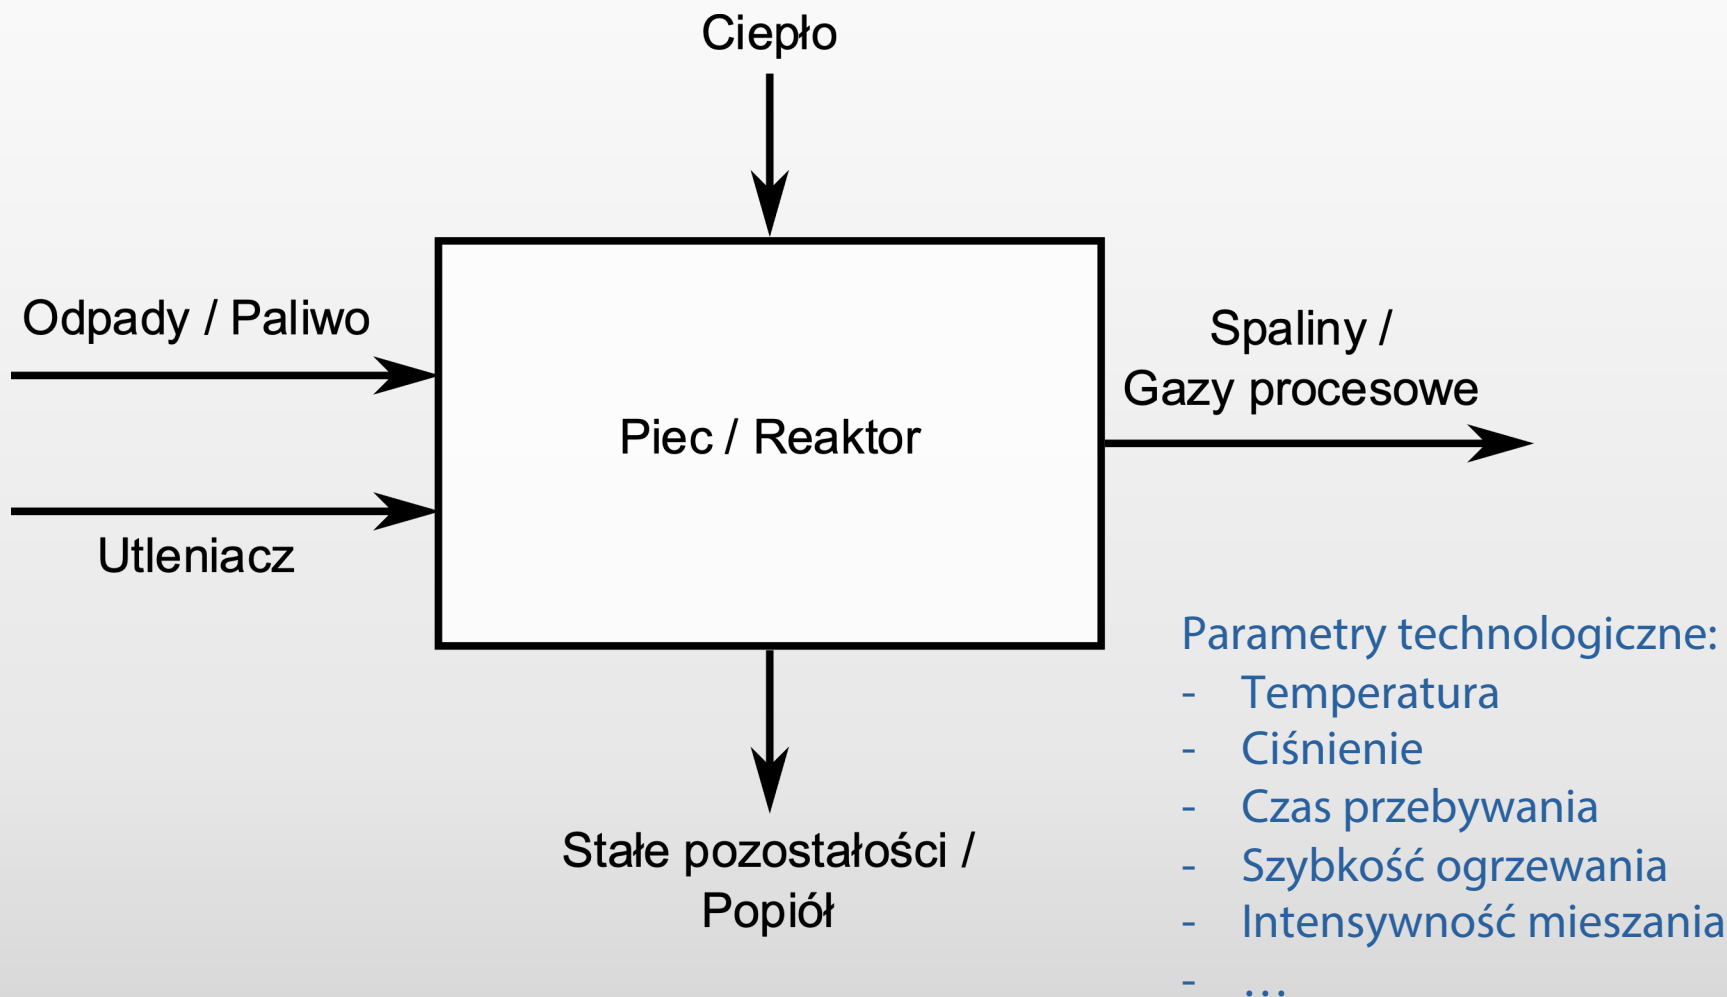 Ciepło
Odpady / Paliwo
Utleniacz
Piec / Reaktor
Spaliny /
Gazy procesowe
Stałe pozostałości /
Popiół
Parametry technologiczne:
- Temperatura
- Ciśnienie
- Czas przebywania
- Szybkość ogrzewania
- Intensywność mieszania
- …